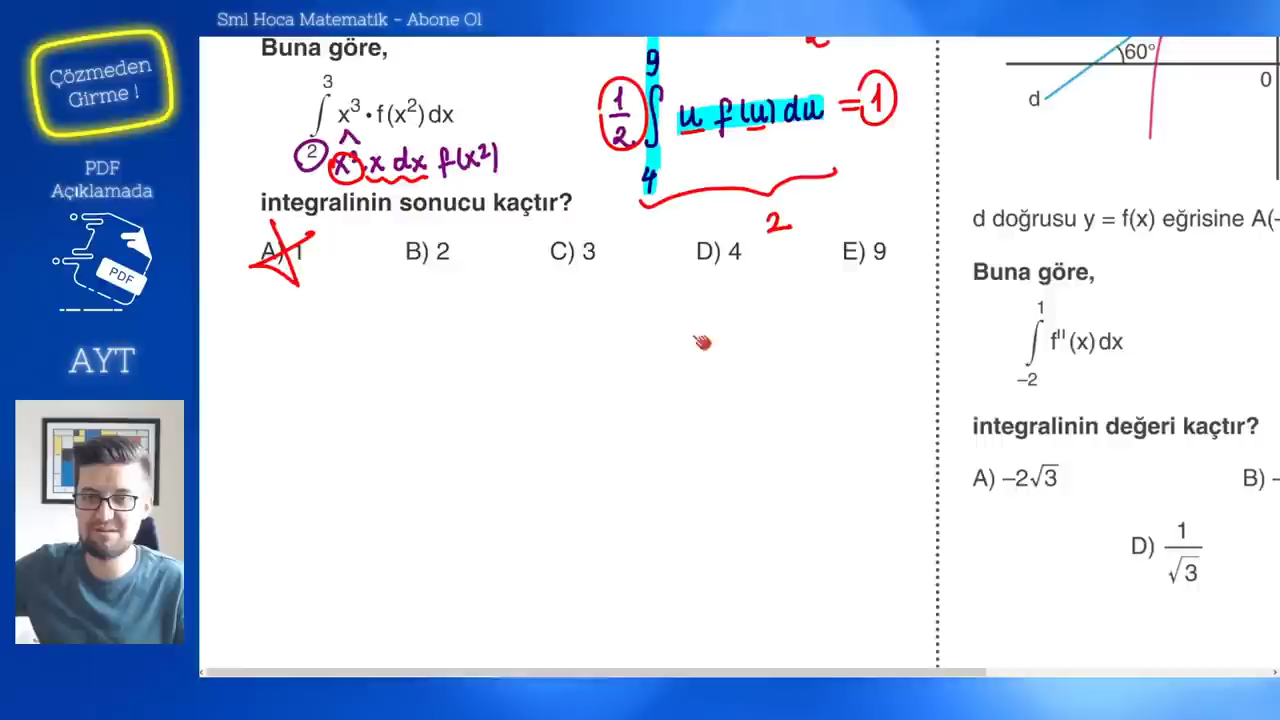 Sml Hoca Matematik - Abone Ol
Çözmeden
Girme !
PDF
Açıklamada
PDF
AYT
Buna göre,
3
∫ x³ · f(x²) dx
2
x² x dx f(x²)
integralinin sonucu kaçtır?
A) 1 B) 2 C) 3 D) 4 E) 9
9
1/2 ∫ u f(u) du = 1
4
2
60°
0
d
d doğrusu y = f(x) eğrisine A(-
Buna göre,
1
∫ f''(x) dx
–2
integralinin değeri kaçtır?
A) –2√3 B) -
D) 1/√3